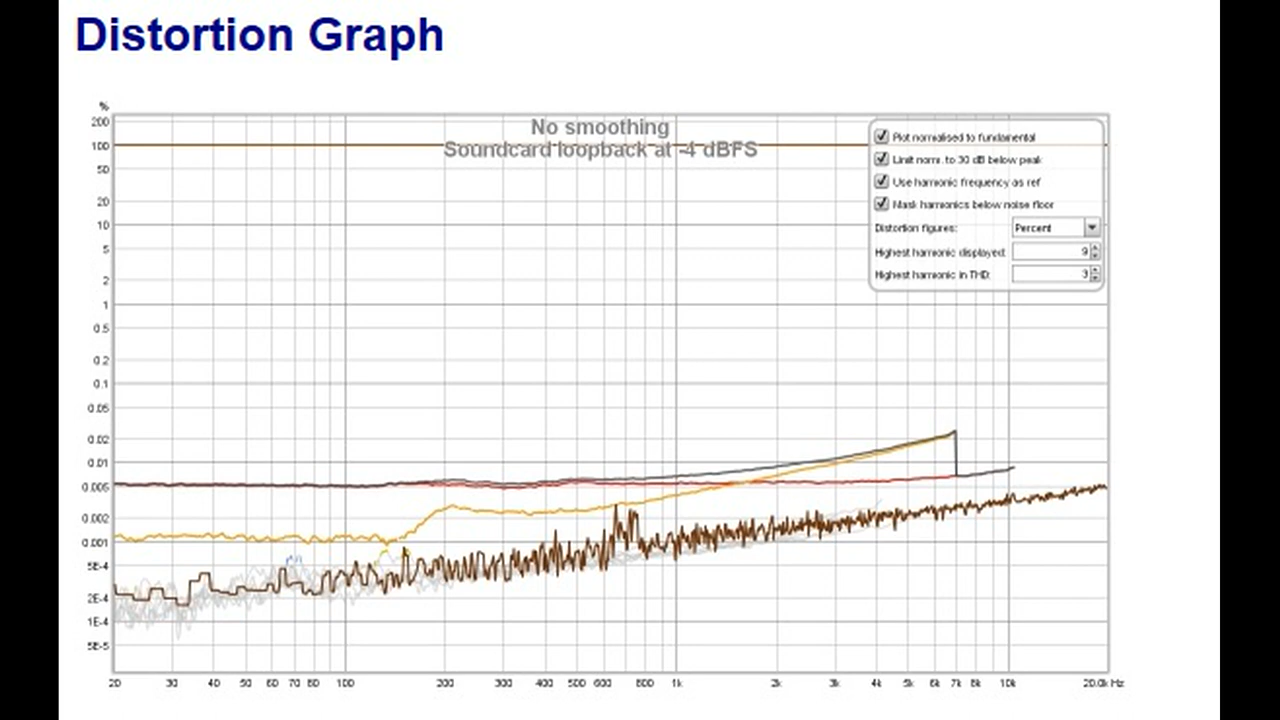 Distortion Graph
%
No smoothing
Soundcard loopback at -4 dBFS
Plot normalised to fundamental
Limit norm. to 30 dB below peak
Use harmonic frequency as ref
Mask harmonics below noise floor
Distortion figures: Percent
Highest harmonic displayed: 9
Highest harmonic in THD: 3
200
100
50
20
10
5
2
1
0.5
0.2
0.1
0.05
0.02
0.01
0.005
0.002
0.001
5E-4
2E-4
1E-4
5E-5
20 30 40 50 60 70 80 100 200 300 400 500 600 800 1k 2k 3k 4k 5k 6k 7k 8k 10k 20.0k Hz